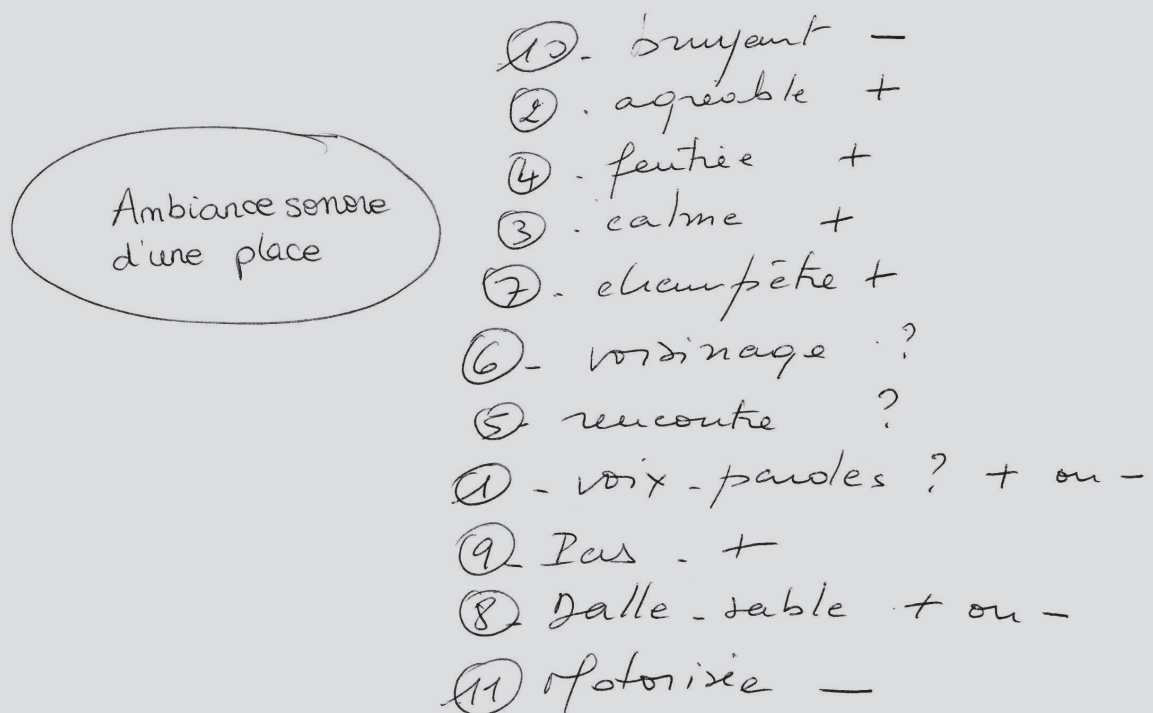 Ambiance sonore
d'une place
10 - bruyant -
2 - agréable +
4 - feutrée +
3 - calme +
7 - champêtre +
6 - voisinage ?
5 - rencontre ?
1 - voix - paroles ? + ou -
9 - Pas - +
8 - Dalle - sable + ou -
11 Motorisée -